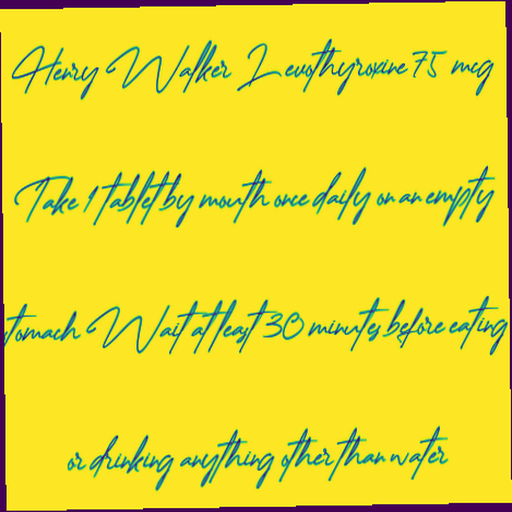 Henry Walker Levothyroxine 75 mcg
Take 1 tablet by mouth once daily on an empty
stomach Wait at least 30 minutes before eating
or drinking anything other than water